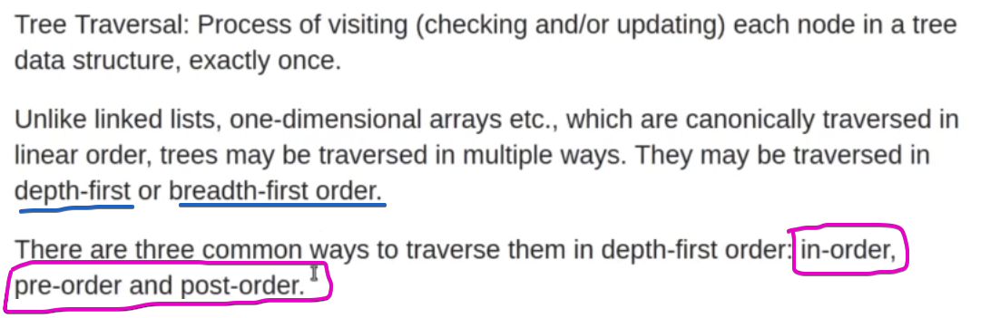 Tree Traversal: Process of visiting (checking and/or updating) each node in a tree
data structure, exactly once.
Unlike linked lists, one-dimensional arrays etc., which are canonically traversed in
linear order, trees may be traversed in multiple ways. They may be traversed in
depth-first or breadth-first order.
There are three common ways to traverse them in depth-first order: in-order,
pre-order and post-order.